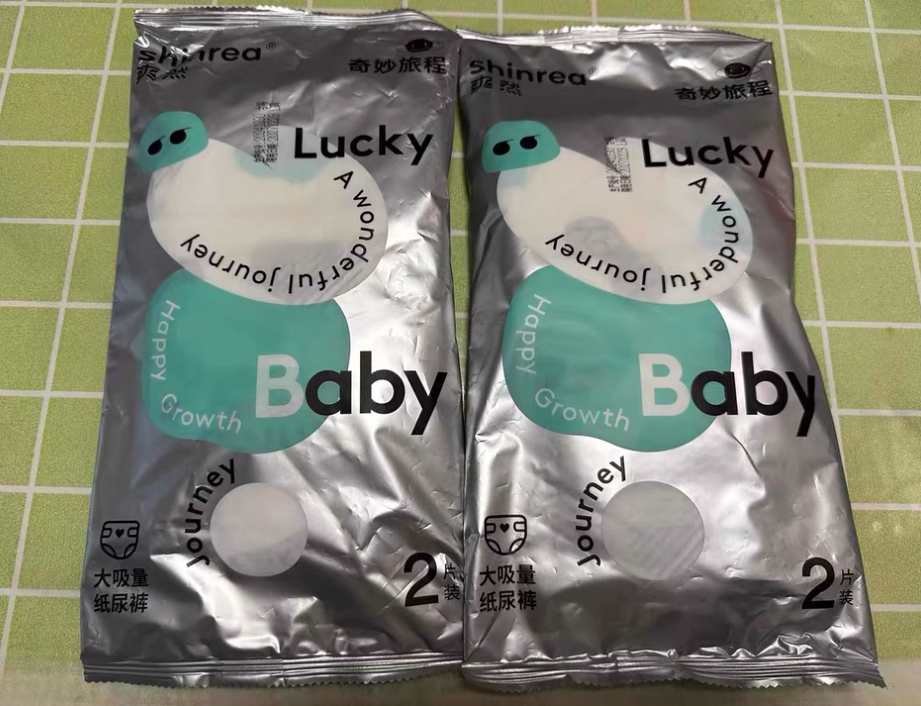 shinrea®
爽然
奇妙旅程
Lucky
A wonderful journey
Happy Growth
Baby
Journey
大吸量
纸尿裤
2片装
shinrea
爽然
奇妙旅程
Lucky
A wonderful journey
Happy Growth
Baby
Journey
大吸量
纸尿裤
2片装